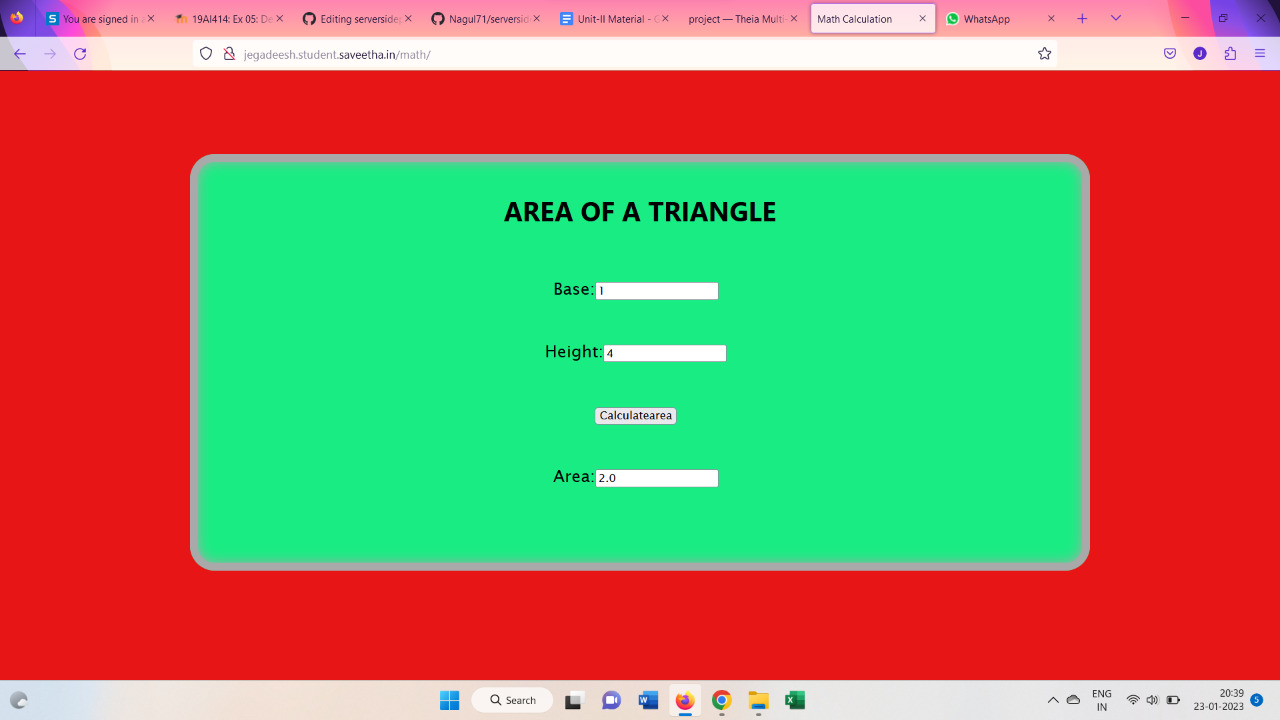 You are signed in a
19AI414: Ex 05: De
Editing serversid
Nagul71/serversid
Unit-II Material - G
project — Theia Multi-
Math Calculation
WhatsApp
jegadeesh.student.saveetha.in/math/
J
AREA OF A TRIANGLE
Base: 1
Height: 4
Calculatearea
Area: 2.0
Search
ENG
IN
20:39
23-01-2023
5